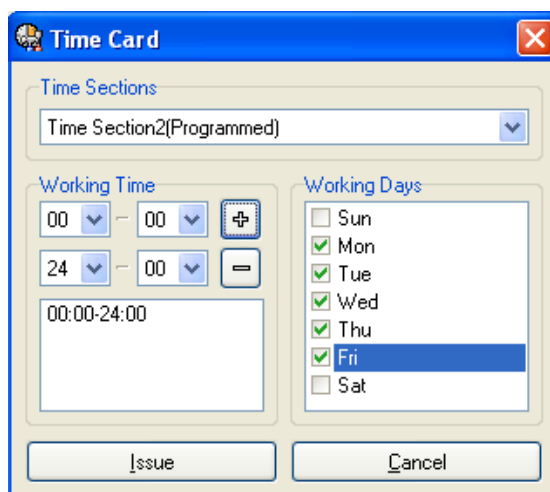 Time Card
Time Sections
Time Section2(Programmed)
Working Time
00 – 00
24 – 00
00:00-24:00
Working Days
Sun
Mon
Tue
Wed
Thu
Fri
Sat
Issue
Cancel